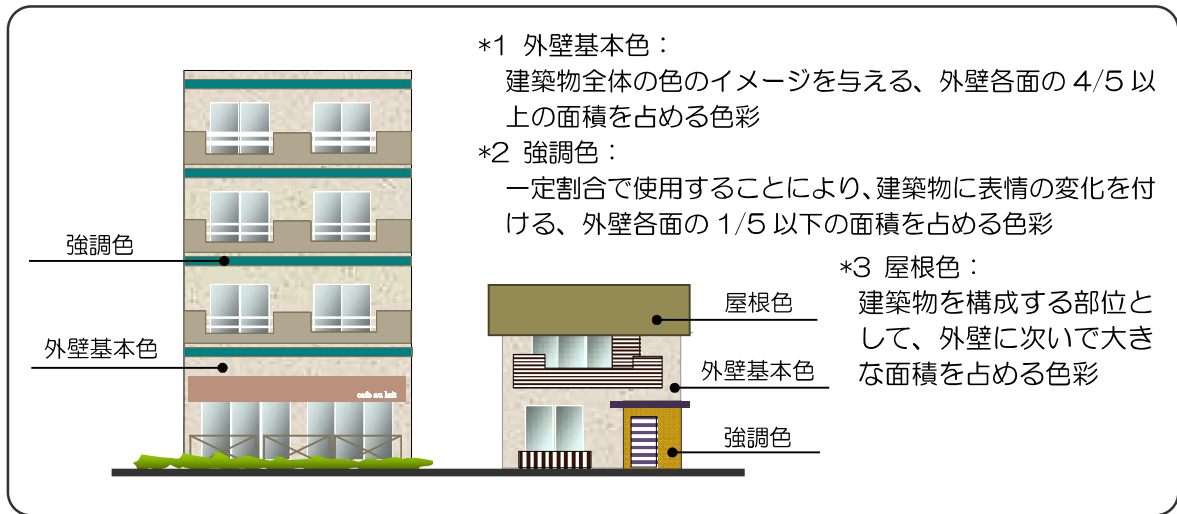 *1 外壁基本色：
建築物全体の色のイメージを与える、外壁各面の 4/5 以
上の面積を占める色彩
*2 強調色：
一定割合で使用することにより、建築物に表情の変化を付
ける、外壁各面の 1/5 以下の面積を占める色彩
強調色
外壁基本色
cafe au lait
*3 屋根色：
建築物を構成する部位と
して、外壁に次いで大き
な面積を占める色彩
屋根色
外壁基本色
強調色